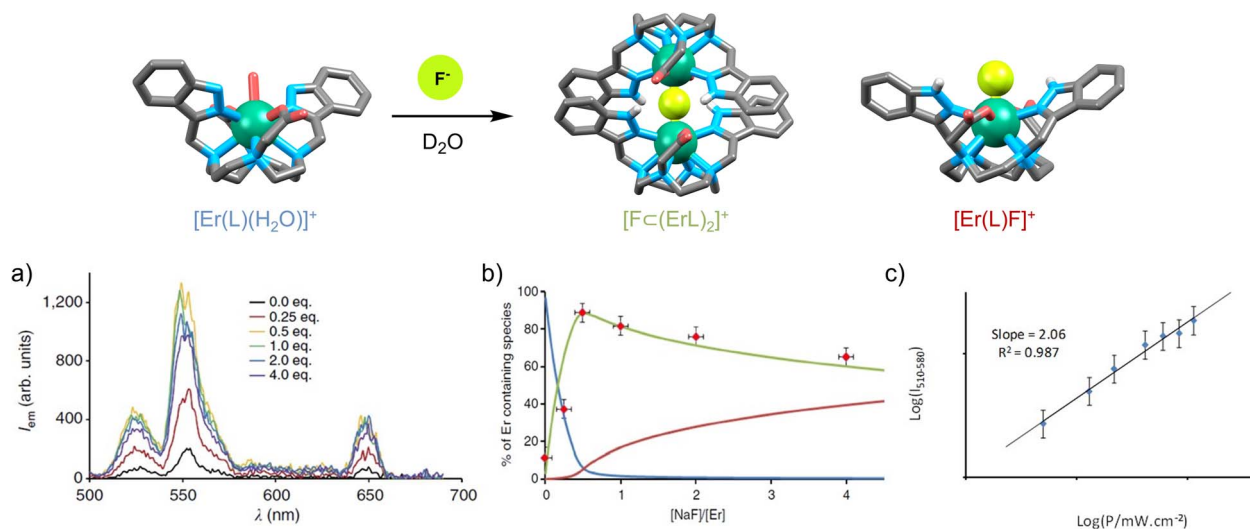 F⁻
D₂O
[Er(L)(H₂O)]⁺
[F⊂(ErL)₂]⁺
[Er(L)F]⁺
a)
1,200
800
400
0
I_em (arb. units)
0.0 eq.
0.25 eq.
0.5 eq.
1.0 eq.
2.0 eq.
4.0 eq.
500 550 600 650 700
λ (nm)
b)
100
80
60
40
20
0
% of Er containing species
0 1 2 3 4
[NaF]/[Er]
c)
Slope = 2.06
R² = 0.987
Log(I₅₁₀₋₅₈₀)
Log(P/mW.cm⁻²)